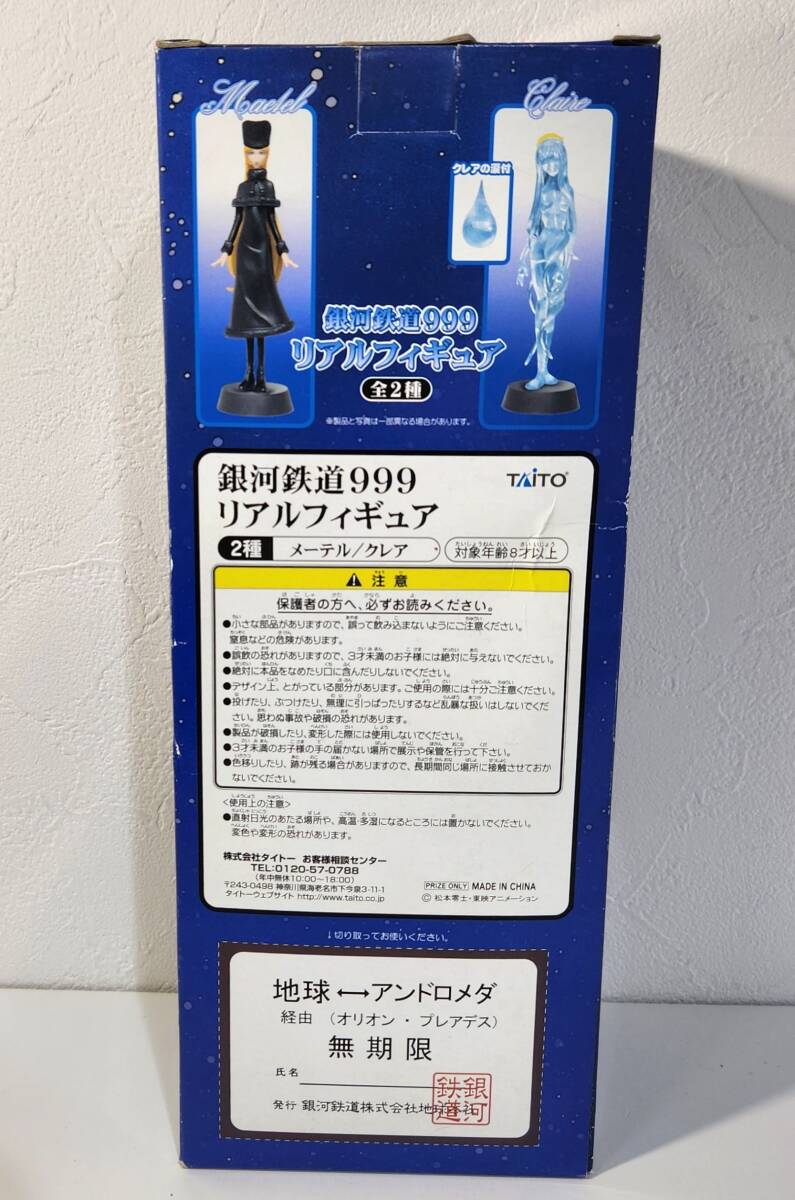 Maetel
Claire
クレアの涙付
銀河鉄道999
リアルフィギュア
全2種
※製品と写真は一部異なる場合があります。
銀河鉄道999
リアルフィギュア
TAITO
2種 メーテル/クレア
対象年齢8才以上
注意
保護者の方へ、必ずお読みください。
●小さな部品がありますので、誤って飲み込まないようにご注意ください。
窒息などの危険があります。
●誤飲の恐れがありますので、3才未満のお子様には絶対に与えないでください。
●絶対に本品をなめたり口に含んだりしないでください。
●デザイン上、とがっている部分があります。ご使用の際には十分ご注意ください。
●投げたり、ぶつけたり、無理に引っぱったりするなど乱暴な扱いはしないでくだ
さい。思わぬ事故や破損の恐れがあります。
●製品が破損したり、変形した際には使用しないでください。
●3才未満のお子様の手の届かない場所で展示や保管を行って下さい。
●色移りしたり、跡が残る場合がありますので、長期間同じ場所に接触させておか
ないでください。
<使用上の注意>
●直射日光のあたる場所や、高温・多湿になるところには置かないでください。
変色や変形の恐れがあります。
株式会社タイトー お客様相談センター
TEL:0120-57-0788
(年中無休10:00〜18:00)
〒243-0498 神奈川県海老名市下今泉3-11-1
タイトーウェブサイト http://www.taito.co.jp
PRIZE ONLY MADE IN CHINA
© 松本零士・東映アニメーション
↓切り取ってお使いください。
地球←→アンドロメダ
経由 (オリオン・プレアデス)
無期限
氏名
発行 銀河鉄道株式会社地球本社
銀河鉄道